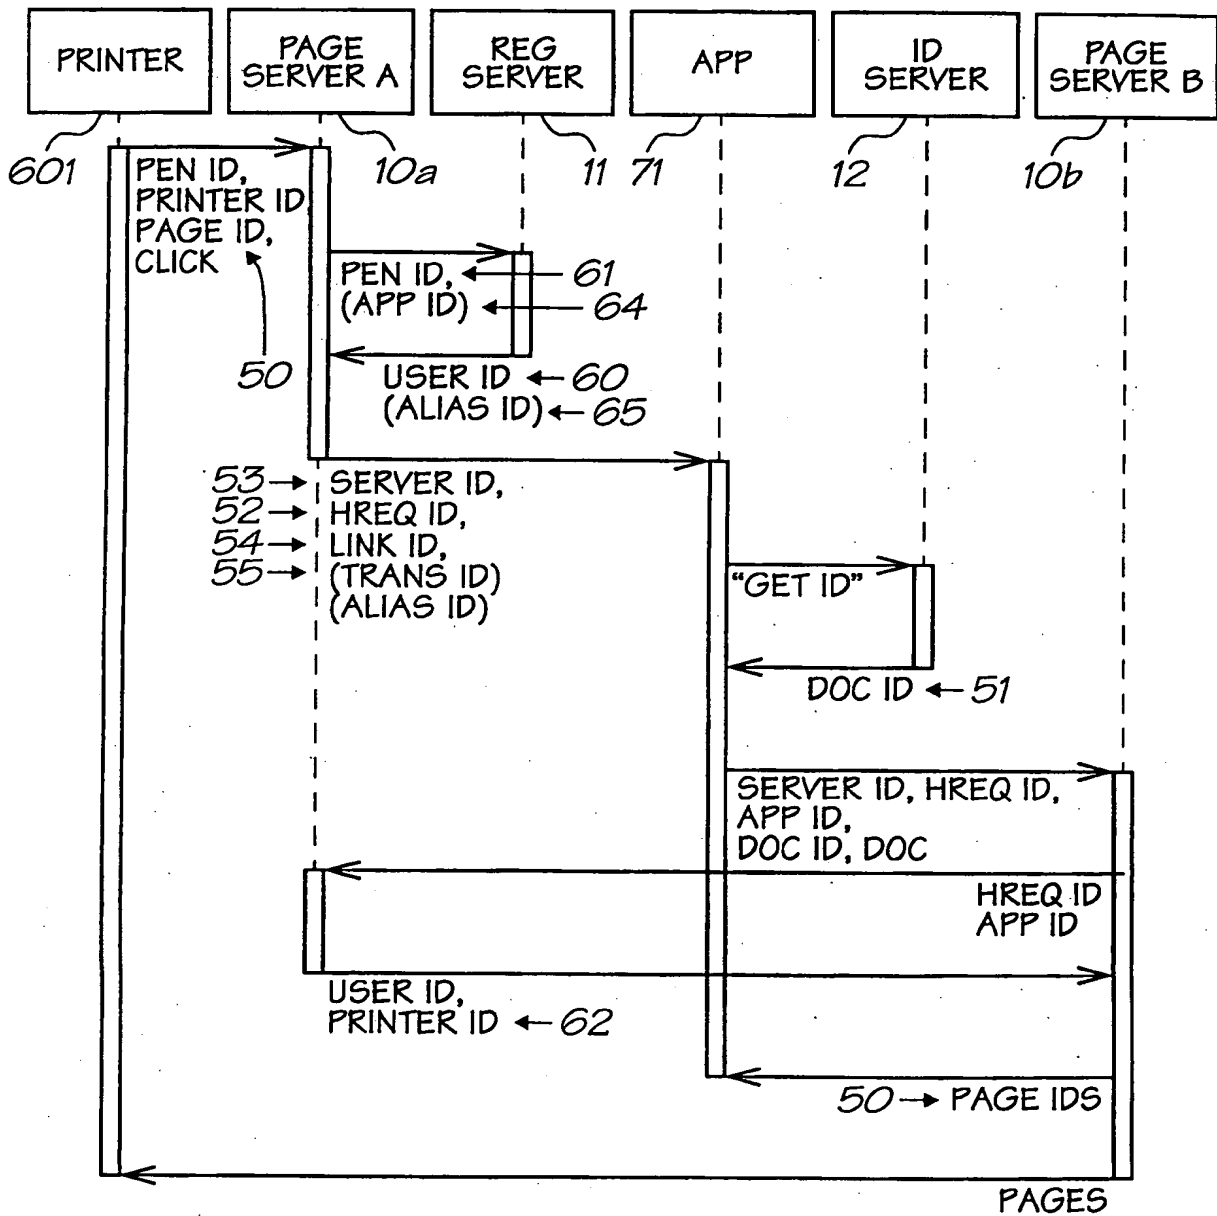 PRINTER
PAGE
SERVER A
REG
SERVER
APP
ID
SERVER
PAGE
SERVER B
601
10a
11
71
12
10b
PEN ID,
PRINTER ID
PAGE ID,
CLICK
50
PEN ID,
61
(APP ID)
64
USER ID
60
(ALIAS ID)
65
53
SERVER ID,
52
HREQ ID,
54
LINK ID,
55
(TRANS ID)
(ALIAS ID)
“GET ID”
DOC ID
51
SERVER ID, HREQ ID,
APP ID,
DOC ID, DOC
HREQ ID
APP ID
USER ID,
PRINTER ID
62
50
PAGE IDS
PAGES